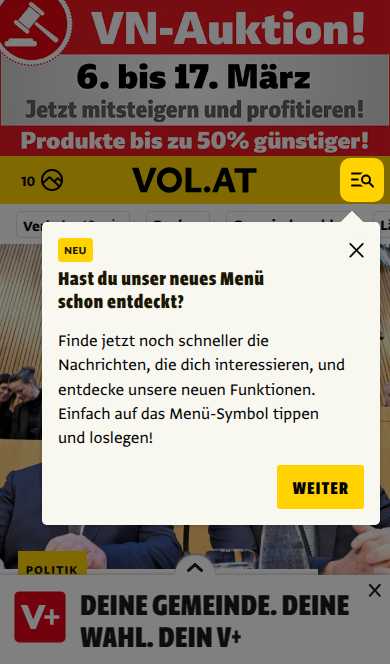 VN-Auktion!
6. bis 17. März
Jetzt mitsteigern und profitieren!
Produkte bis zu 50% günstiger!
10
VOL.AT
NEU
Hast du unser neues Menü
schon entdeckt?
Finde jetzt noch schneller die
Nachrichten, die dich interessieren, und
entdecke unsere neuen Funktionen.
Einfach auf das Menü-Symbol tippen
und loslegen!
WEITER
POLITIK
V+
DEINE GEMEINDE. DEINE
WAHL. DEIN V+